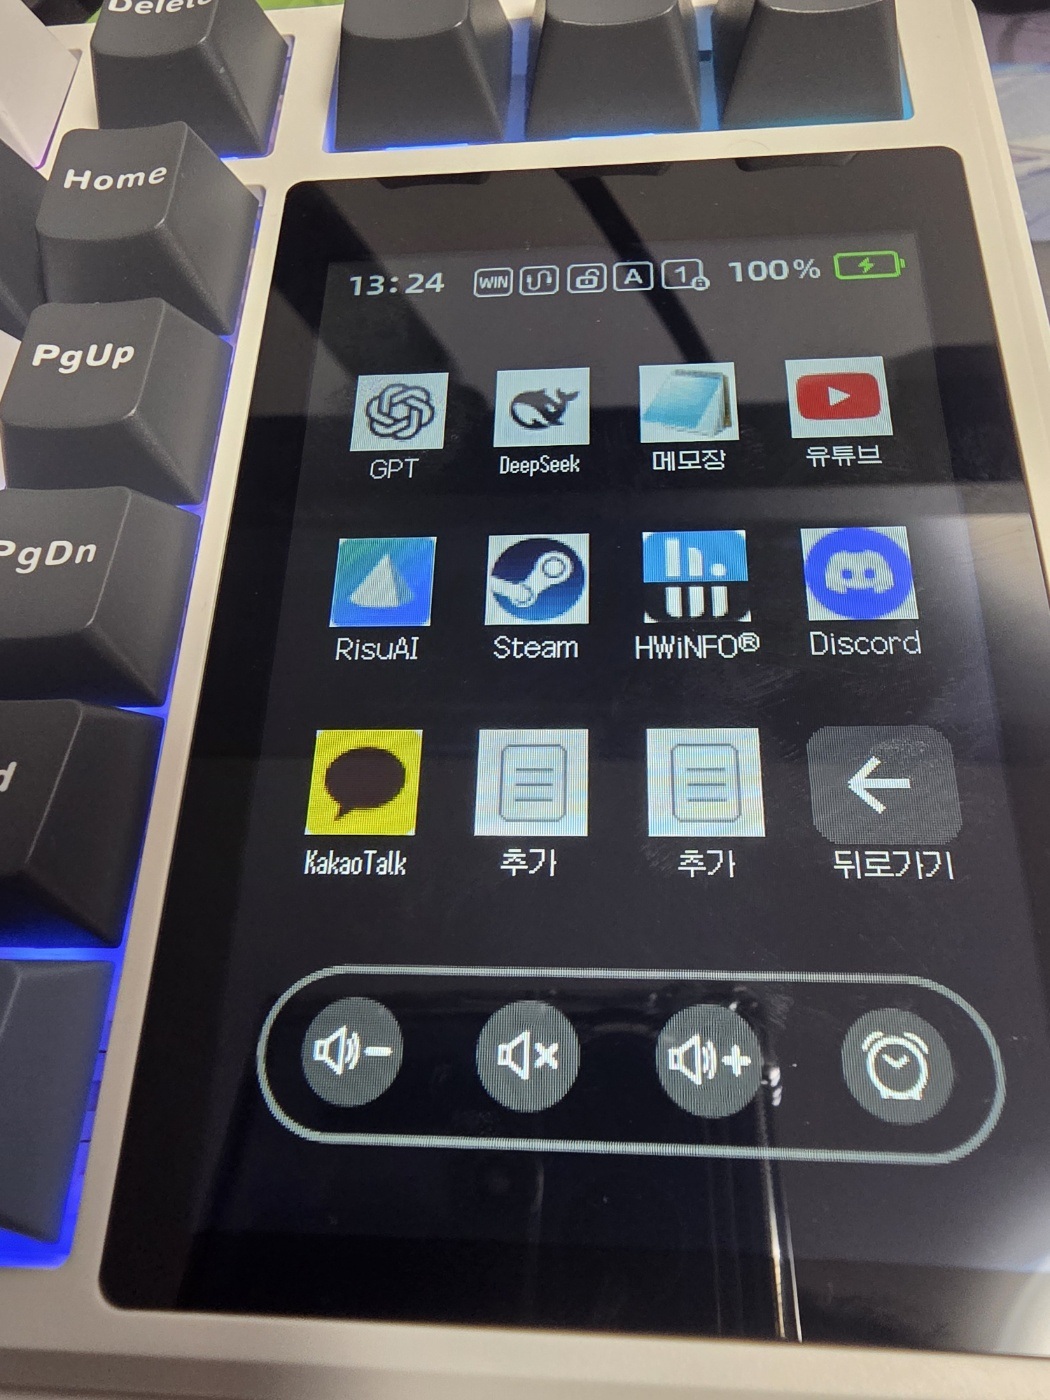 Delete
Home
PgUp
PgDn
13:24 WIN A 1 100%
GPT DeepSeek 메모장 유튜브
RisuAI Steam HWiNFO® Discord
KakaoTalk 추가 추가 뒤로가기